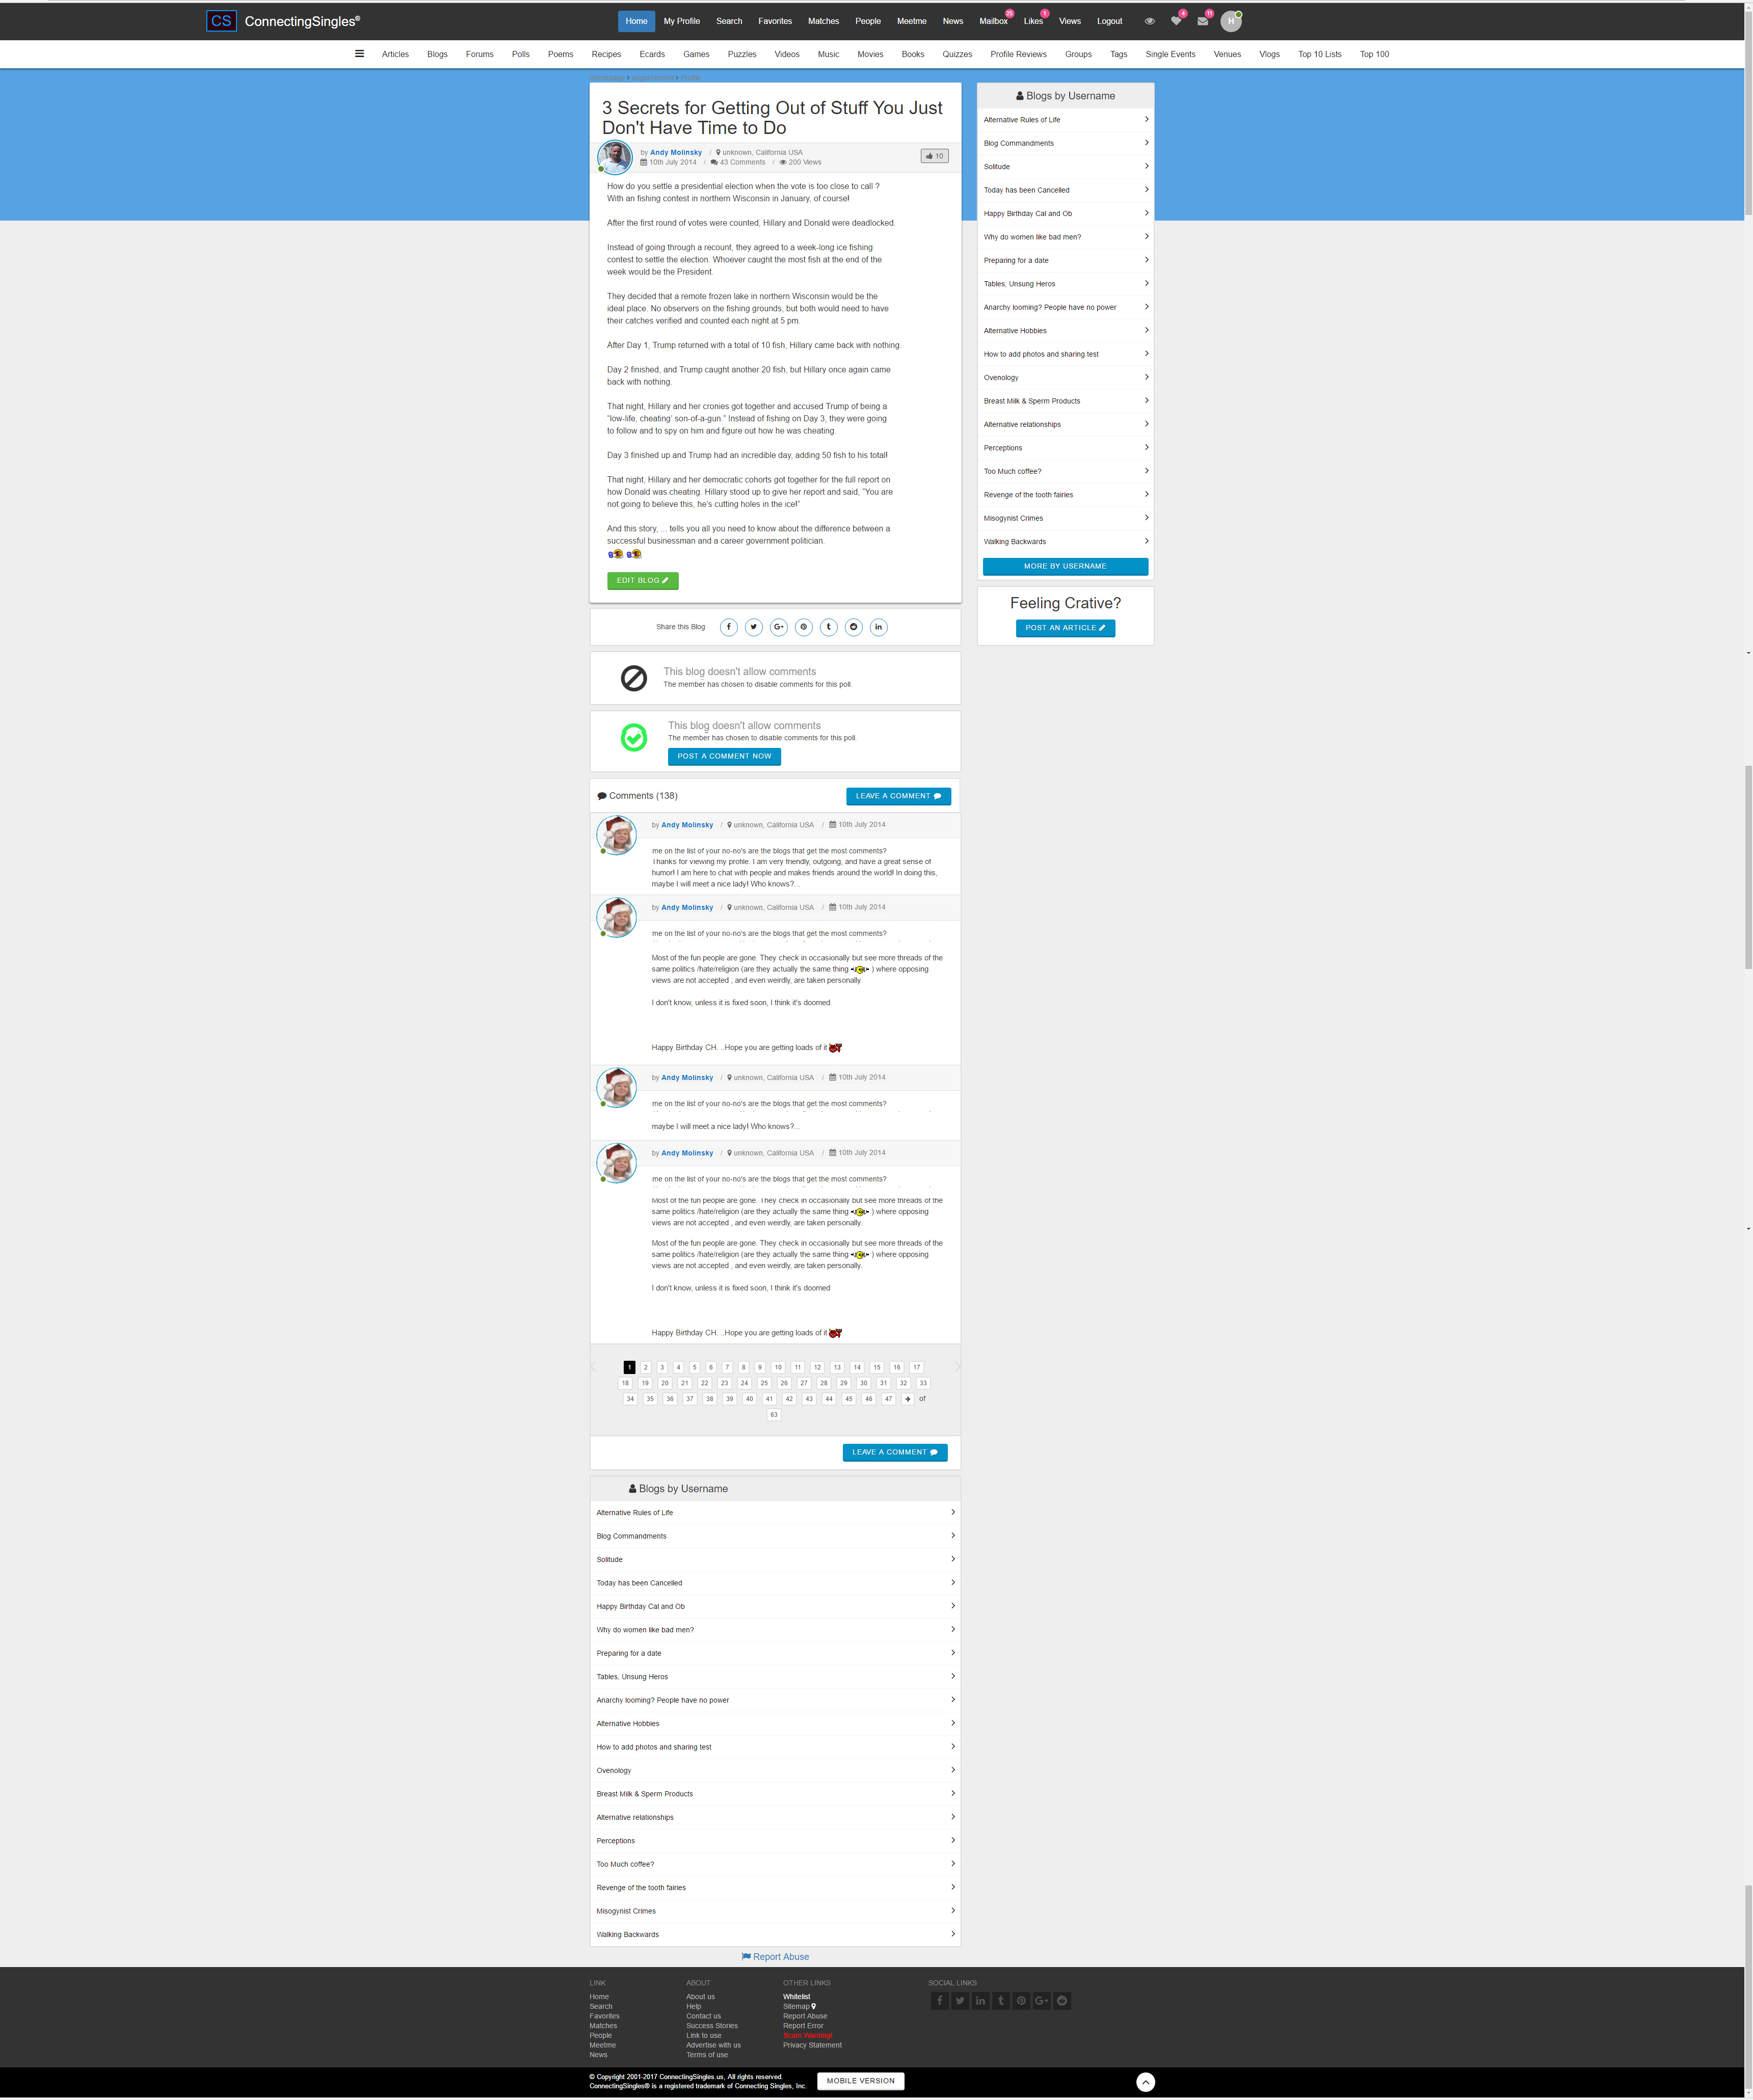 CS ConnectingSingles®
Home My Profile Search Favorites Matches People Meetme News Mailbox 25 Likes 1 Views Logout 4 11 H
Articles Blogs Forums Polls Poems Recipes Ecards Games Puzzles Videos Music Movies Books Quizzes Profile Reviews Groups Tags Single Events Venues Vlogs Top 10 Lists Top 100
3 Secrets for Getting Out of Stuff You Just
Don't Have Time to Do
by Andy Molinsky / unknown, California USA
10th July 2014 / 43 Comments / 200 Views
10
How do you settle a presidential election when the vote is too close to call ?
With an fishing contest in northern Wisconsin in January, of course!
After the first round of votes were counted, Hillary and Donald were deadlocked.
Instead of going through a recount, they agreed to a week-long ice fishing
contest to settle the election. Whoever caught the most fish at the end of the
week would be the President.
They decided that a remote frozen lake in northern Wisconsin would be the
ideal place. No observers on the fishing grounds, but both would need to have
their catches verified and counted each night at 5 pm.
After Day 1, Trump returned with a total of 10 fish, Hillary came back with nothing.
Day 2 finished, and Trump caught another 20 fish, but Hillary once again came
back with nothing.
That night, Hillary and her cronies got together and accused Trump of being a
"low-life, cheating' son-of-a-gun." Instead of fishing on Day 3, they were going
to follow and to spy on him and figure out how he was cheating.
Day 3 finished up and Trump had an incredible day, adding 50 fish to his total!
That night, Hillary and her democratic cohorts got together for the full report on
how Donald was cheating. Hillary stood up to give her report and said, "You are
not going to believe this, he's cutting holes in the ice!"
And this story, ... tells you all you need to know about the difference between a
successful businessman and a career government politician.
EDIT BLOG
Share this Blog
This blog doesn't allow comments
The member has chosen to disable comments for this poll.
This blog doesn't allow comments
The member has chosen to disable comments for this poll.
POST A COMMENT NOW
Comments (138)
LEAVE A COMMENT
by Andy Molinsky / unknown, California USA / 10th July 2014
me on the list of your no-no's are the blogs that get the most comments?
Thanks for viewing my profile. I am very friendly, outgoing, and have a great sense of
humor! I am here to chat with people and makes friends around the world! In doing this,
maybe I will meet a nice lady! Who knows?...
by Andy Molinsky / unknown, California USA / 10th July 2014
me on the list of your no-no's are the blogs that get the most comments?
Most of the fun people are gone. They check in occasionally but see more threads of the
same politics /hate/religion (are they actually the same thing ) where opposing
views are not accepted , and even weirdly, are taken personally.
I don't know, unless it is fixed soon, I think it's doomed
Happy Birthday CH. ..Hope you are getting loads of it
by Andy Molinsky / unknown, California USA / 10th July 2014
me on the list of your no-no's are the blogs that get the most comments?
maybe I will meet a nice lady! Who knows?...
by Andy Molinsky / unknown, California USA / 10th July 2014
me on the list of your no-no's are the blogs that get the most comments?
Most of the fun people are gone. They check in occasionally but see more threads of the
same politics /hate/religion (are they actually the same thing ) where opposing
views are not accepted , and even weirdly, are taken personally.
Most of the fun people are gone. They check in occasionally but see more threads of the
same politics /hate/religion (are they actually the same thing ) where opposing
views are not accepted , and even weirdly, are taken personally.
I don't know, unless it is fixed soon, I think it's doomed
Happy Birthday CH. ..Hope you are getting loads of it
1 2 3 4 5 6 7 8 9 10 11 12 13 14 15 16 17
18 19 20 21 22 23 24 25 26 27 28 29 30 31 32 33
34 35 36 37 38 39 40 41 42 43 44 45 46 47 of
63
LEAVE A COMMENT
Blogs by Username
Alternative Rules of Life
Blog Commandments
Solitude
Today has been Cancelled
Happy Birthday Cal and Ob
Why do women like bad men?
Preparing for a date
Tables, Unsung Heros
Anarchy looming? People have no power
Alternative Hobbies
How to add photos and sharing test
Ovenology
Breast Milk & Sperm Products
Alternative relationships
Perceptions
Too Much coffee?
Revenge of the tooth fairies
Misogynist Crimes
Walking Backwards
Report Abuse
Blogs by Username
Alternative Rules of Life
Blog Commandments
Solitude
Today has been Cancelled
Happy Birthday Cal and Ob
Why do women like bad men?
Preparing for a date
Tables, Unsung Heros
Anarchy looming? People have no power
Alternative Hobbies
How to add photos and sharing test
Ovenology
Breast Milk & Sperm Products
Alternative relationships
Perceptions
Too Much coffee?
Revenge of the tooth fairies
Misogynist Crimes
Walking Backwards
MORE BY USERNAME
Feeling Crative?
POST AN ARTICLE
LINK
Home
Search
Favorites
Matches
People
Meetme
News
ABOUT
About us
Help
Contact us
Success Stories
Link to use
Advertise with us
Terms of use
OTHER LINKS
Whitelist
Sitemap
Report Abuse
Report Error
Scam Warning!
Privacy Statement
SOCIAL LINKS
© Copyright 2001-2017 ConnectingSingles.us, All rights reserved.
ConnectingSingles® is a registered trademark of Connecting Singles, Inc.
MOBILE VERSION